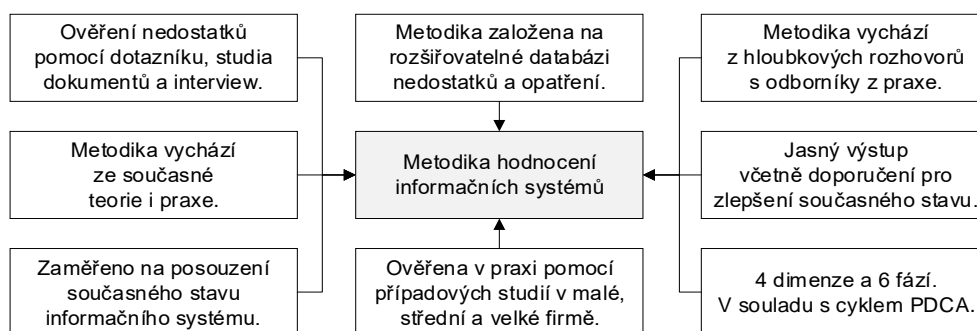 Ověření nedostatků
pomocí dotazníku, studia
dokumentů a interview.
Metodika založena na
rozšiřovatelné databázi
nedostatků a opatření.
Metodika vychází
z hloubkových rozhovorů
s odborníky z praxe.
Metodika vychází
ze současné
teorie i praxe.
Metodika hodnocení
informačních systémů
Jasný výstup
včetně doporučení pro
zlepšení současného stavu.
Zaměřeno na posouzení
současného stavu
informačního systému.
Ověřena v praxi pomocí
případových studií v malé,
střední a velké firmě.
4 dimenze a 6 fází.
V souladu s cyklem PDCA.